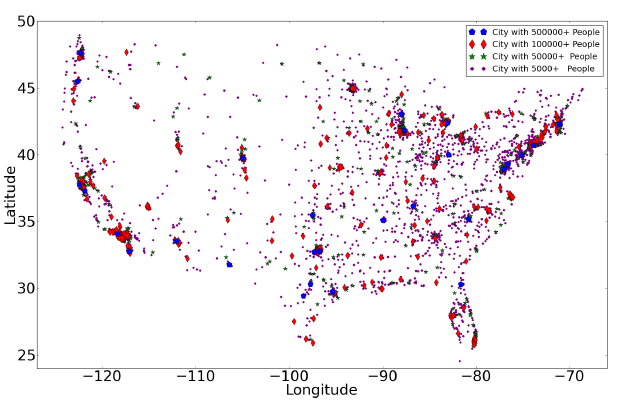 50
City with 500000+ People
City with 100000+ People
City with 50000+ People
City with 5000+ People
45
40
Latitude
35
30
25
−120 −110 −100 −90 −80 −70
Longitude